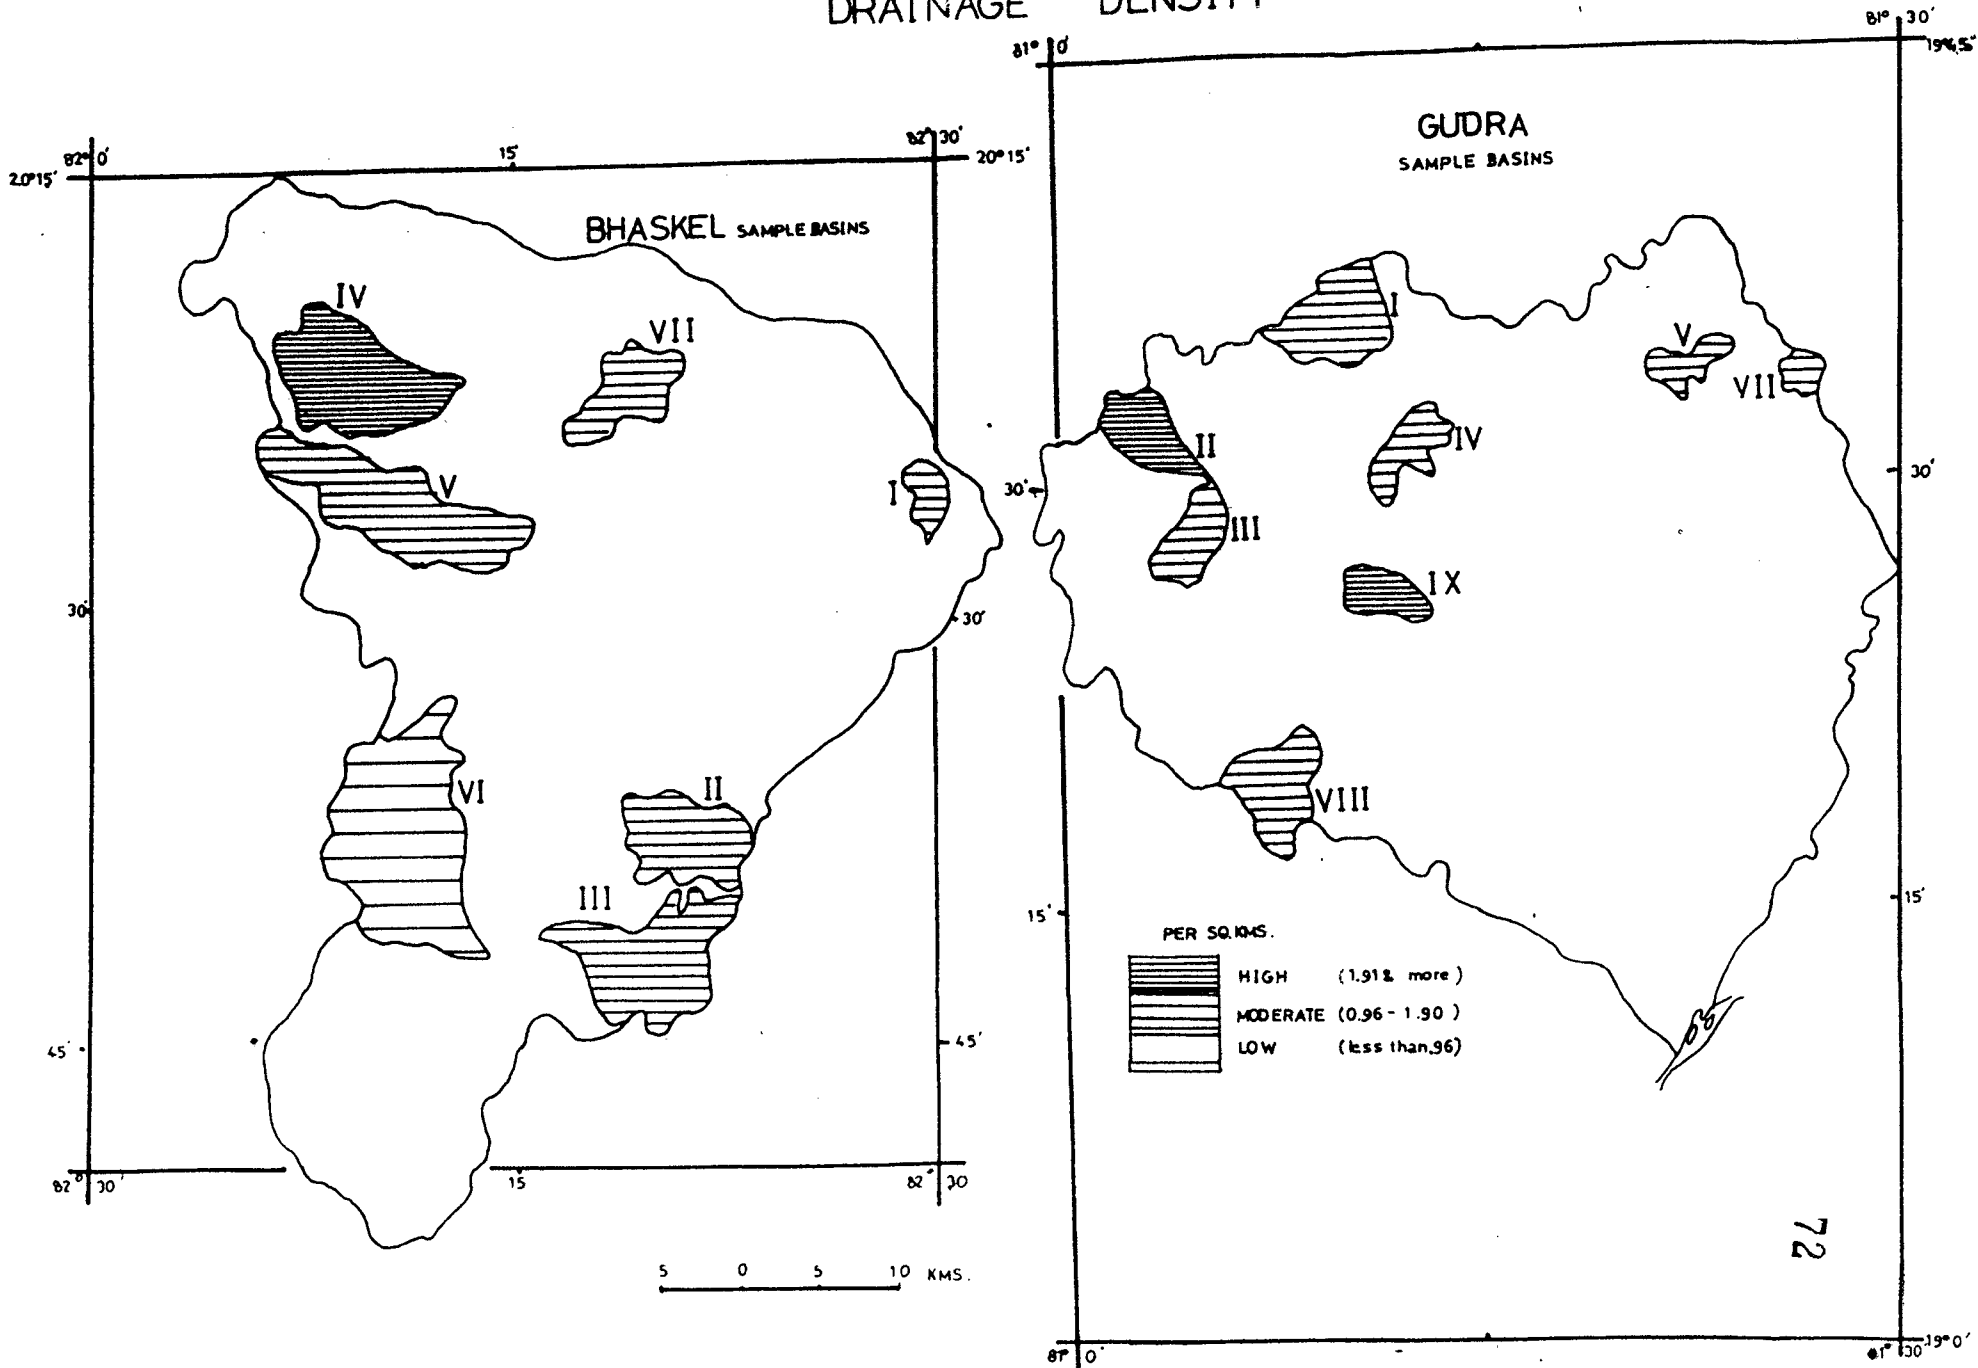 DRAINAGE DENSITY
81° 0'
81° 30'
GUDRA
SAMPLE BASINS
82° 0'
15'
82° 30'
20° 15'
20° 15'
BHASKEL SAMPLE BASINS
IV
VII
V
I
30'
30'
VI
II
III
45'
45'
82° 30'
15
82° 30
5 0 5 10 KMS.
I
V
VII
II
IV
30'
30'
III
IX
VIII
15'
15'
PER SQ.KMS.
HIGH (1.91& more)
MODERATE (0.96 - 1.90)
LOW (less than.96)
72
81° 0'
81° 30'
19° 0'